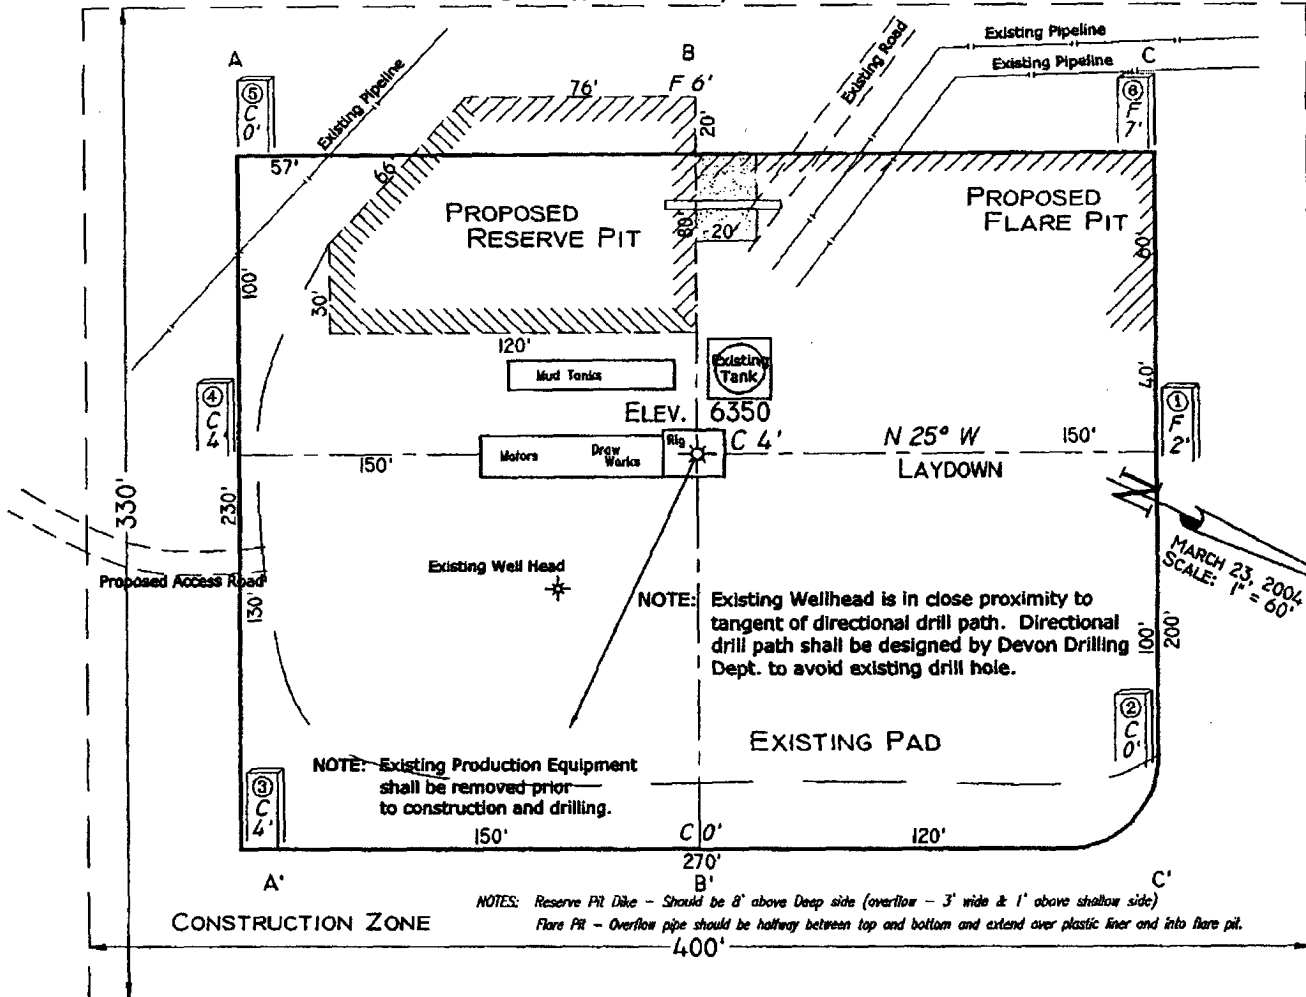 A
B
C
Existing Pipeline
Existing Road
Existing Pipeline
Existing Pipeline
⑤
C
0'
76'
F 6'
20'
⑥
F
7'
57'
66'
PROPOSED
RESERVE PIT
80'
20'
PROPOSED
FLARE PIT
60'
100'
30'
120'
Mud Tanks
Existing
Tank
40'
④
C
4'
ELEV. 6350
Rig
C 4'
N 25° W
150'
①
F
2'
150'
Motors
Draw
Works
LAYDOWN
330'
230'
N
MARCH 23, 2004
SCALE: 1" = 60'
Proposed Access Road
130'
Existing Well Head
NOTE: Existing Wellhead is in close proximity to
tangent of directional drill path. Directional
drill path shall be designed by Devon Drilling
Dept. to avoid existing drill hole.
100'
200'
②
C
0'
EXISTING PAD
NOTE: Existing Production Equipment
shall be removed prior
to construction and drilling.
③
C
4'
150'
C 0'
120'
270'
A'
B'
C'
NOTES: Reserve Pit Dike - Should be 8' above Deep side (overflow - 3' wide & 1' above shallow side)
Flare Pit - Overflow pipe should be halfway between top and bottom and extend over plastic liner and into flare pit.
CONSTRUCTION ZONE
400'